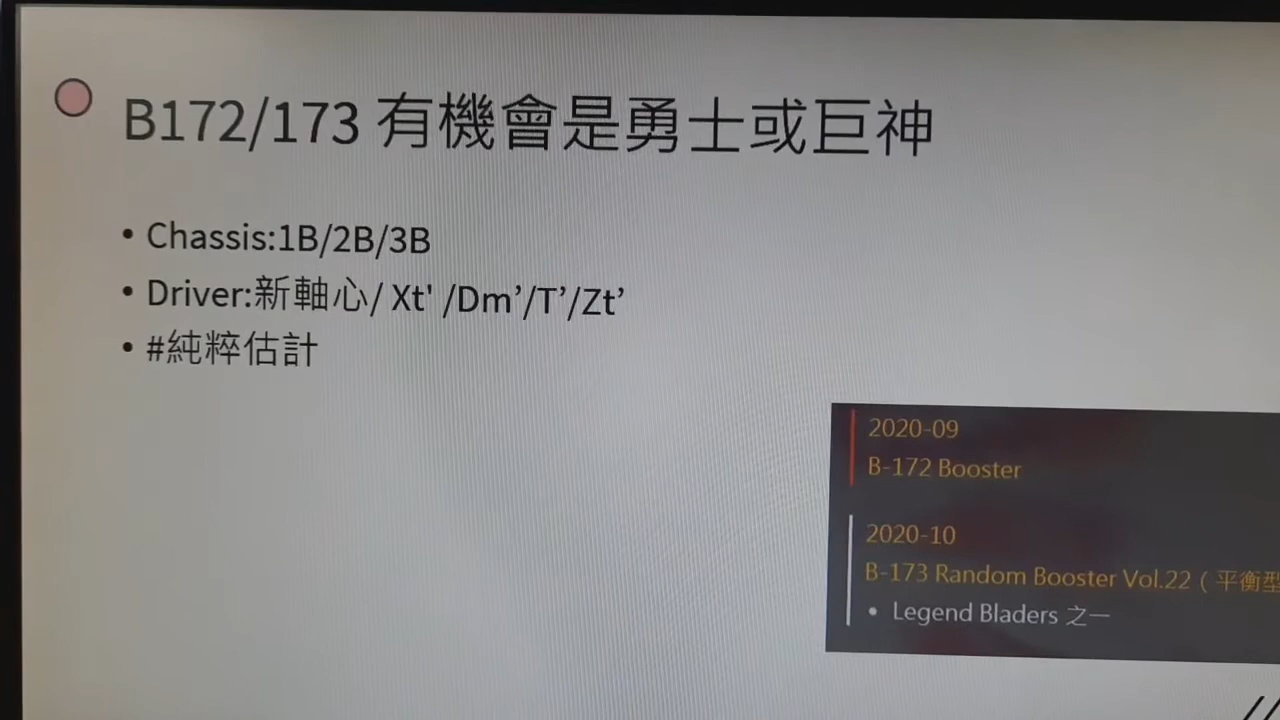 B172/173 有機會是勇士或巨神
• Chassis:1B/2B/3B
• Driver:新軸心/ Xt' /Dm’/T’/Zt’
• #純粹估計
2020-09
B-172 Booster
2020-10
B-173 Random Booster Vol.22 ( 平衡型
• Legend Bladers 之一